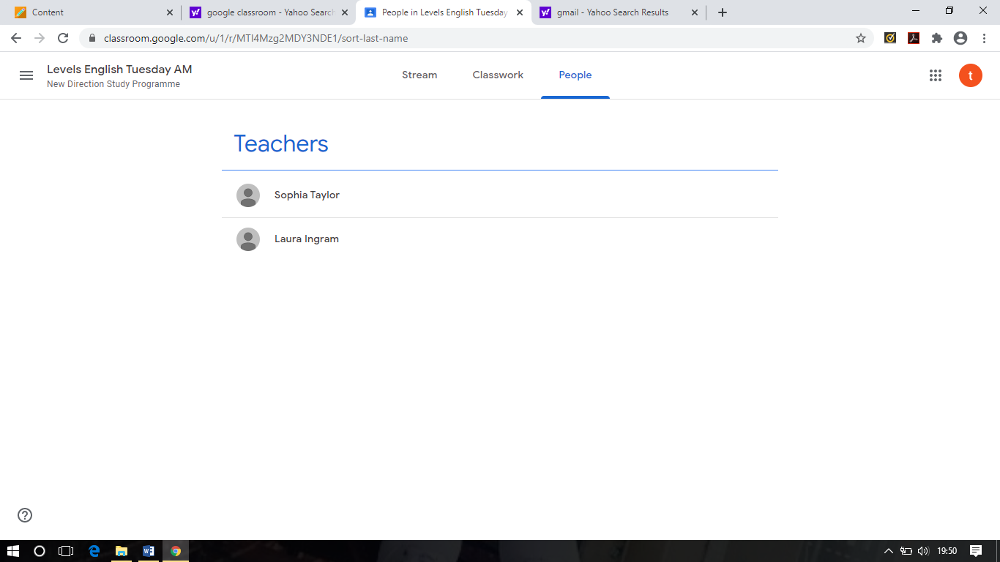 Content
google classroom - Yahoo Search
People in Levels English Tuesday
gmail - Yahoo Search Results
classroom.google.com/u/1/r/MTI4Mzg2MDY3NDE1/sort-last-name
Levels English Tuesday AM
New Direction Study Programme
Stream
Classwork
People
t
Teachers
Sophia Taylor
Laura Ingram
19:50